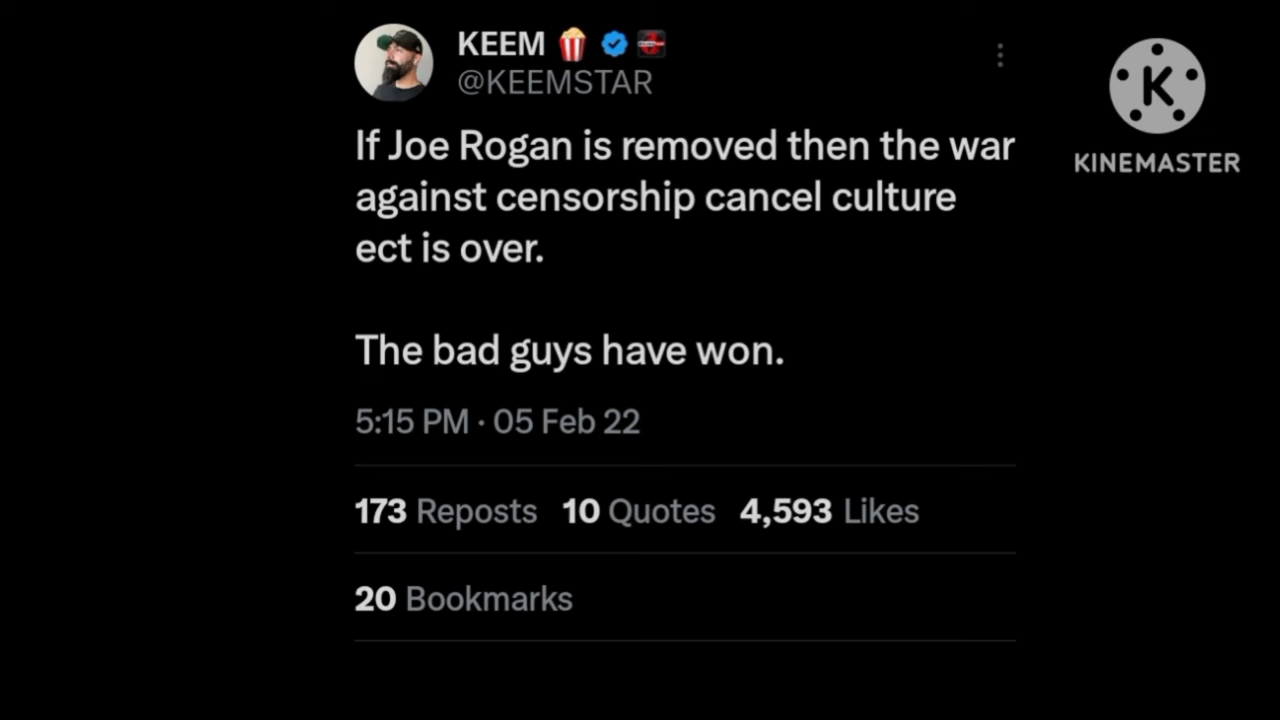 KEEM
@KEEMSTAR
K
KINEMASTER
If Joe Rogan is removed then the war
against censorship cancel culture
ect is over.
The bad guys have won.
5:15 PM · 05 Feb 22
173 Reposts 10 Quotes 4,593 Likes
20 Bookmarks